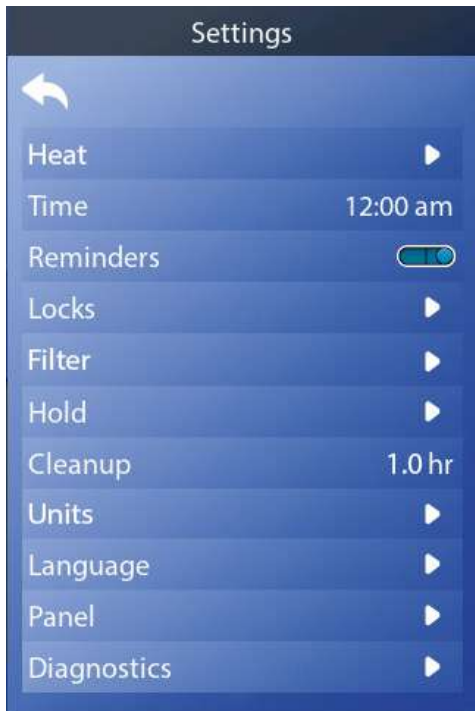 Settings
Heat
Time 12:00 am
Reminders
Locks
Filter
Hold
Cleanup 1.0 hr
Units
Language
Panel
Diagnostics